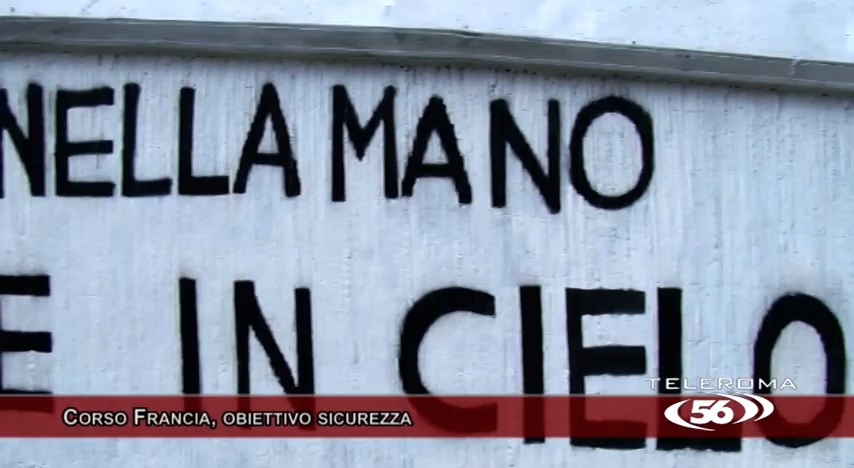 NELLA MANO
E IN CIELO
TELEROMA
56
CORSO FRANCIA, OBIETTIVO SICUREZZA